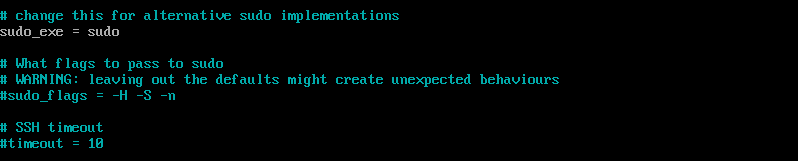 # change this for alternative sudo implementations
sudo_exe = sudo
# What flags to pass to sudo
# WARNING: leaving out the defaults might create unexpected behaviours
#sudo_flags = -H -S -n
# SSH timeout
#timeout = 10